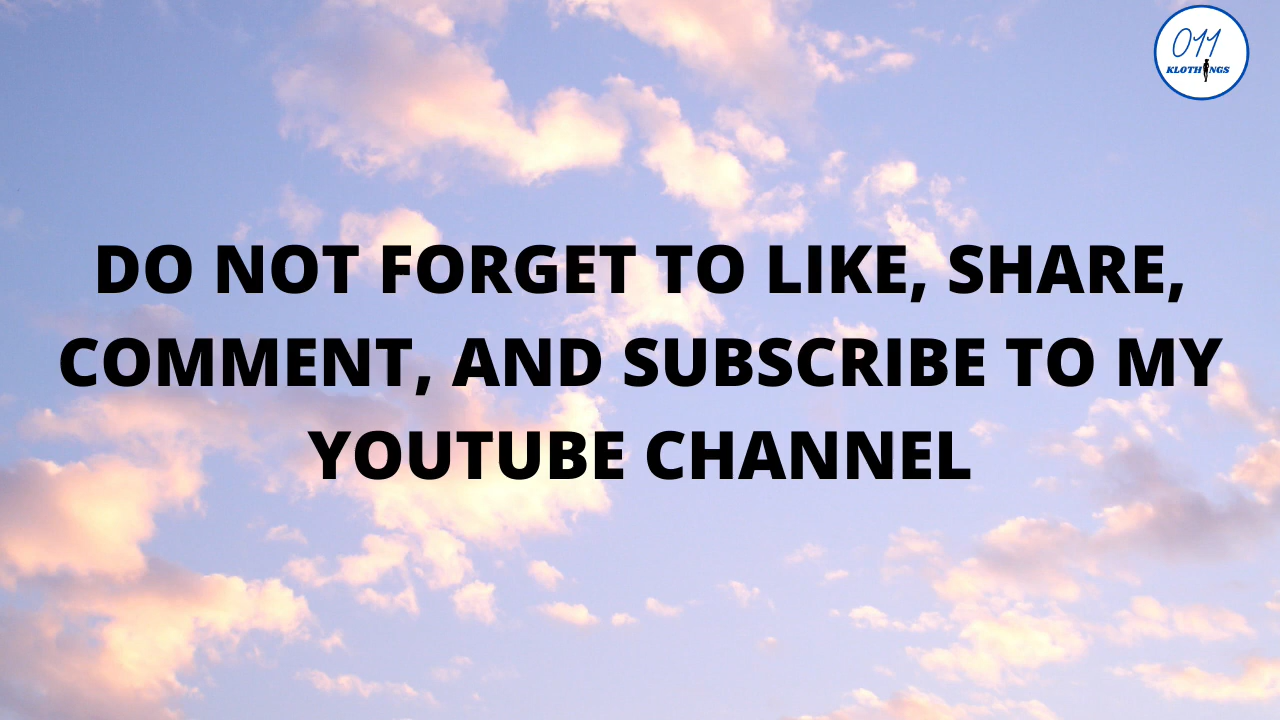 011
KLOTHINGS
DO NOT FORGET TO LIKE, SHARE,
COMMENT, AND SUBSCRIBE TO MY
YOUTUBE CHANNEL